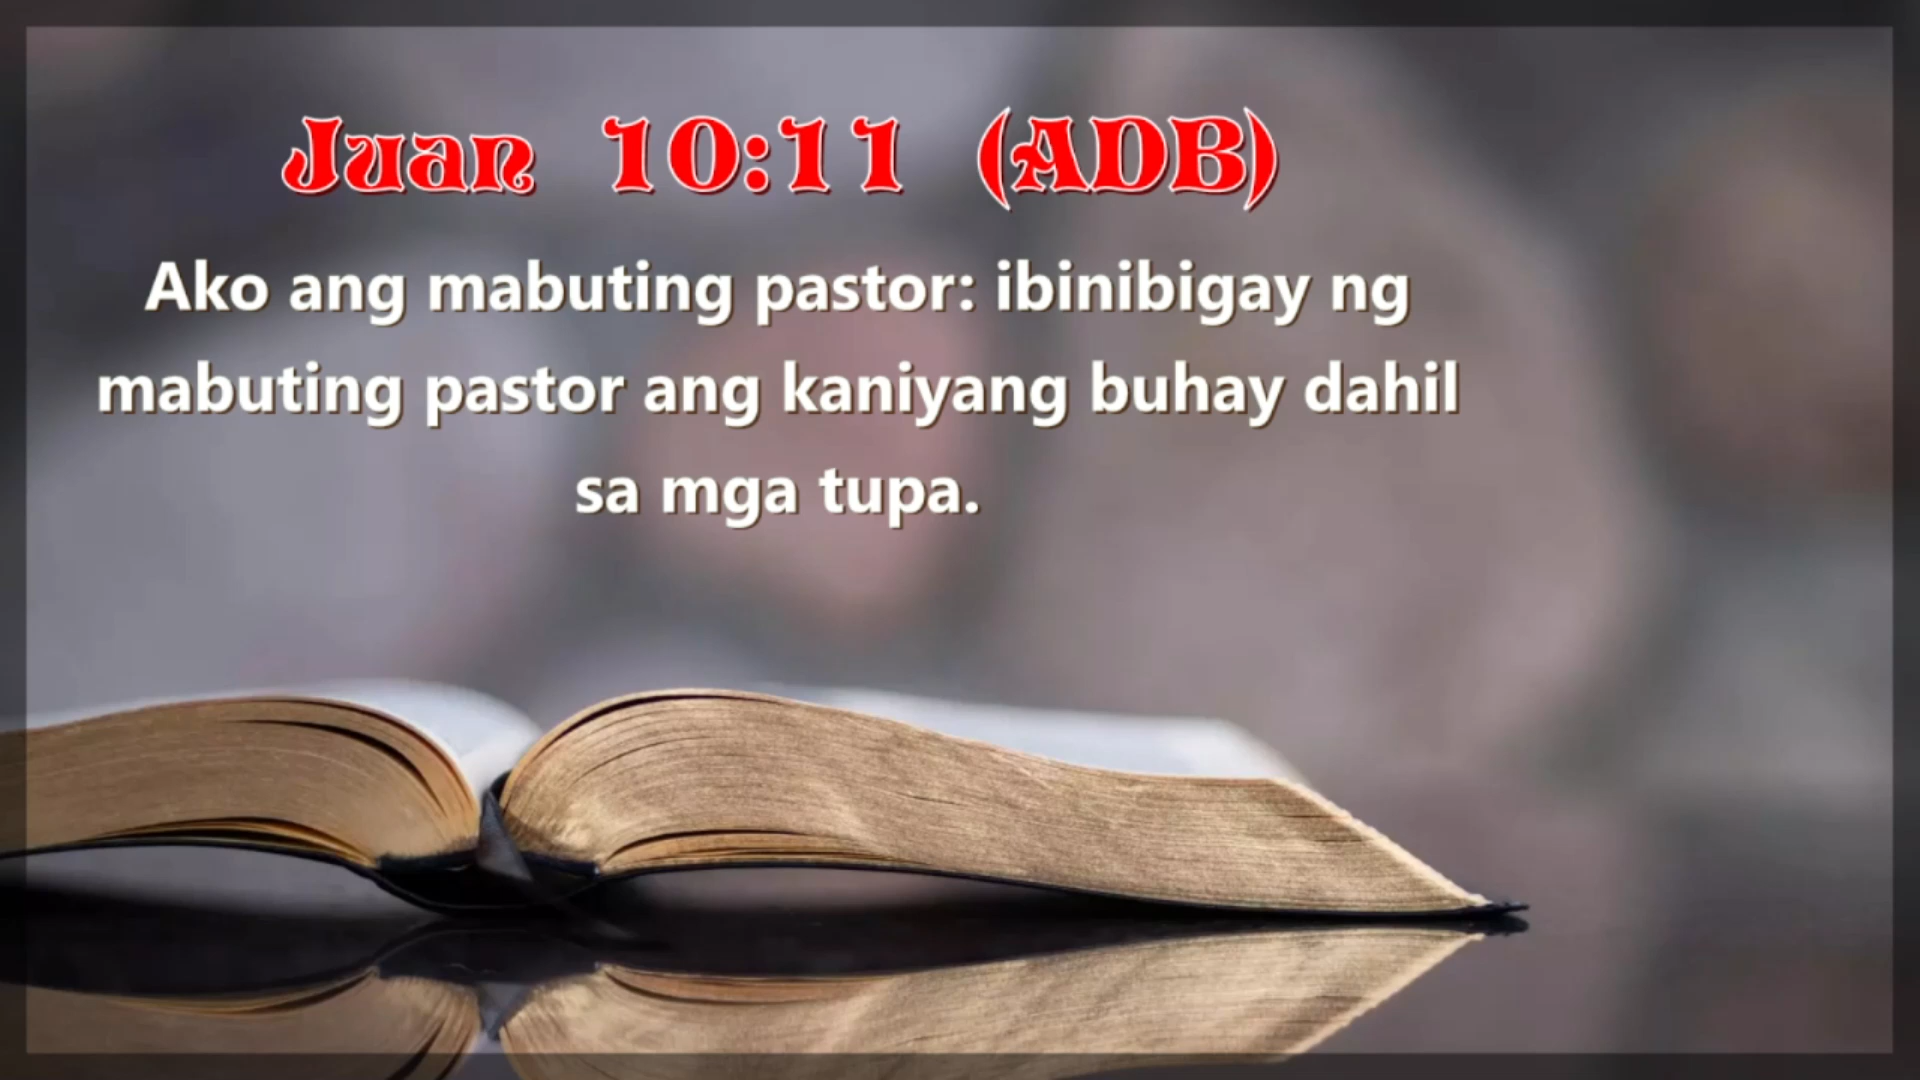 Juan 10:11 (ADB)
Ako ang mabuting pastor: ibinibigay ng
mabuting pastor ang kaniyang buhay dahil
sa mga tupa.